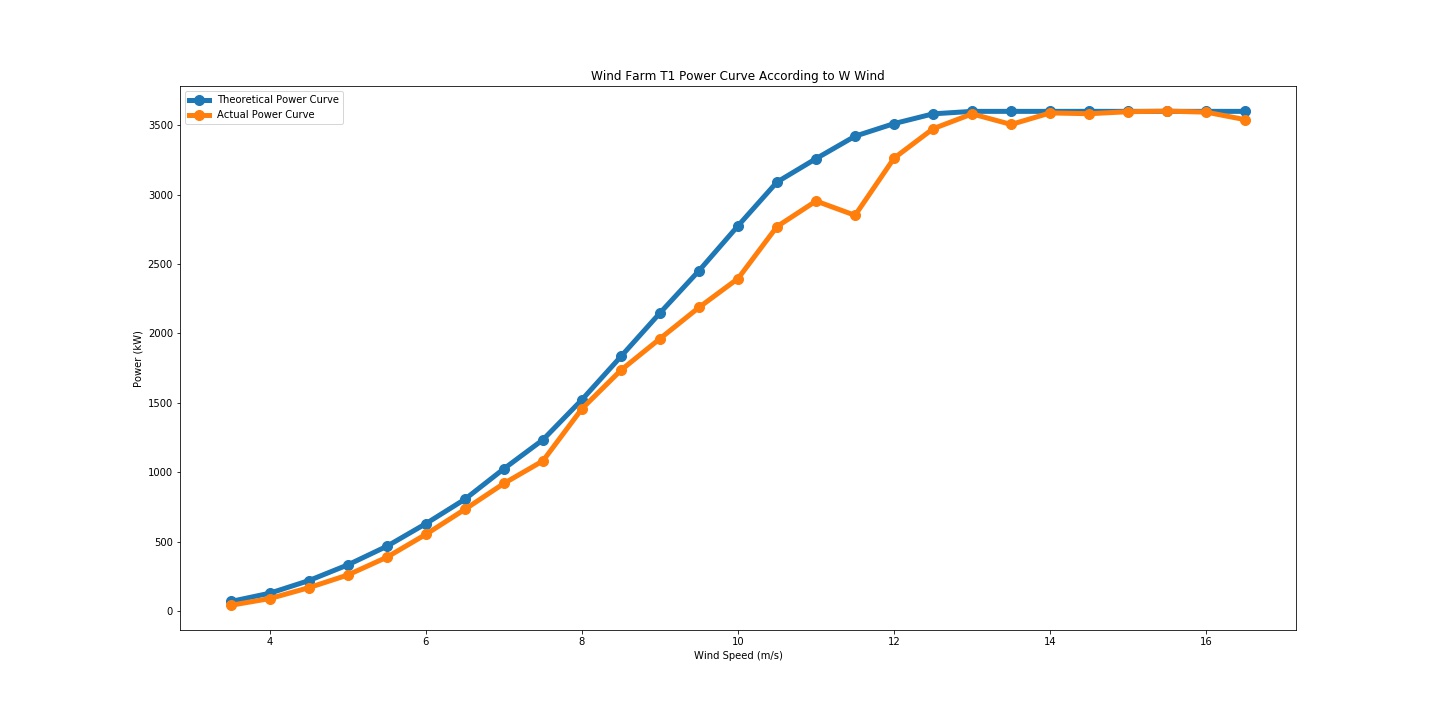 Wind Farm T1 Power Curve According to W Wind
Theoretical Power Curve
Actual Power Curve
3500
3000
2500
2000
1500
1000
500
0
Power (kW)
4 6 8 10 12 14 16
Wind Speed (m/s)